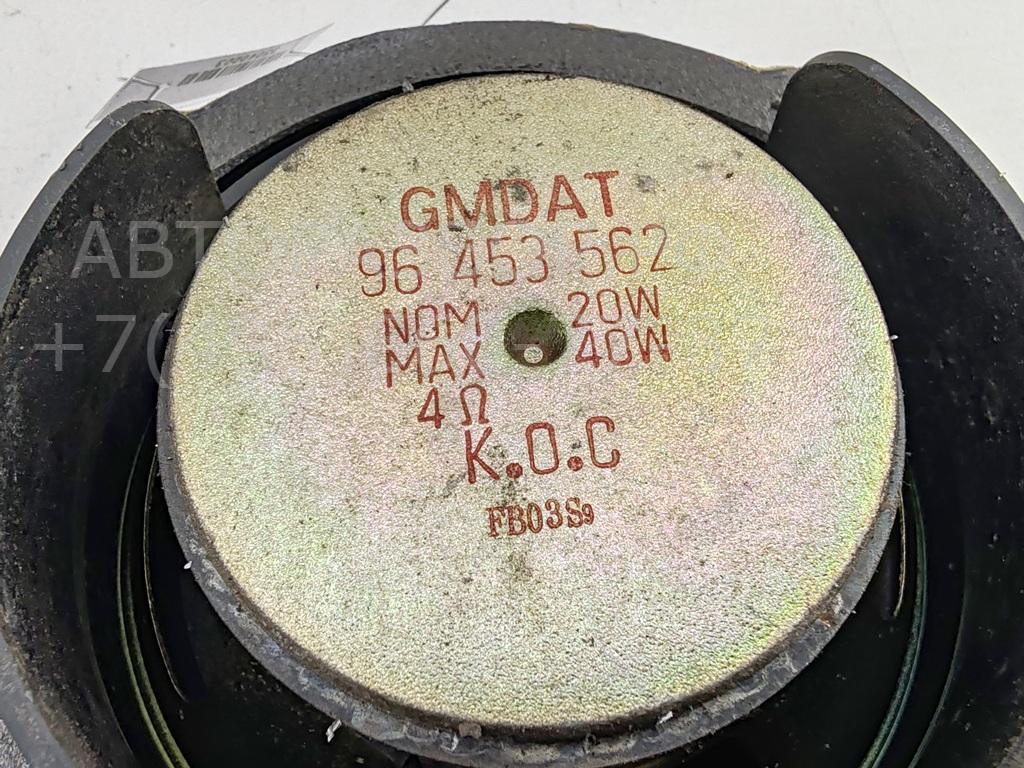 GMDAT
96 453 562
NOM 20W
MAX 40W
4 Ω
K.O.C
FB03S9